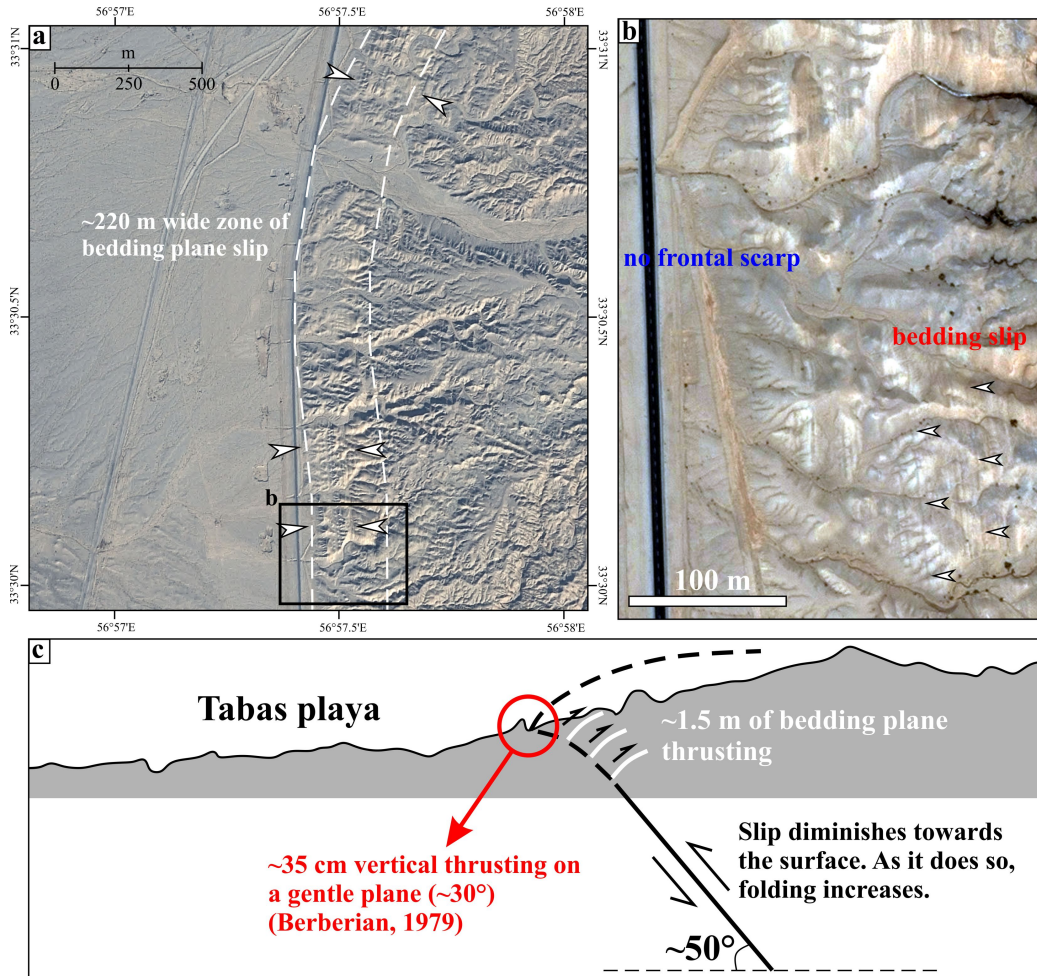 56°57'E
56°57.5'E
56°58'E
a
m
0
250
500
33°31'N
33°30.5'N
33°30'N
~220 m wide zone of
bedding plane slip
b
56°57'E
56°57.5'E
56°58'E
b
33°31'N
33°30.5'N
33°30'N
no frontal scarp
bedding slip
100 m
c
Tabas playa
~1.5 m of bedding plane
thrusting
~35 cm vertical thrusting on
a gentle plane (~30°)
(Berberian, 1979)
Slip diminishes towards
the surface. As it does so,
folding increases.
~50°